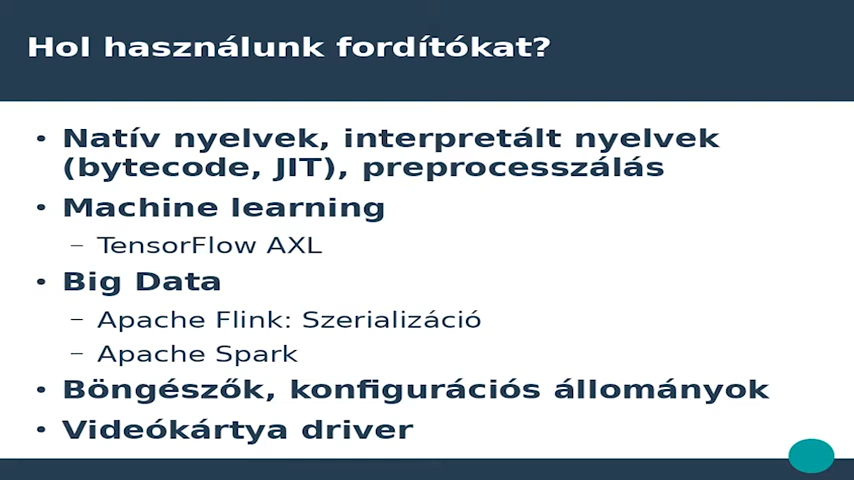 Hol használunk fordítókat?
• Natív nyelvek, interpretált nyelvek
(bytecode, JIT), preprocesszálás
• Machine learning
– TensorFlow AXL
• Big Data
– Apache Flink: Szerializáció
– Apache Spark
• Böngészők, konfigurációs állományok
• Videókártya driver